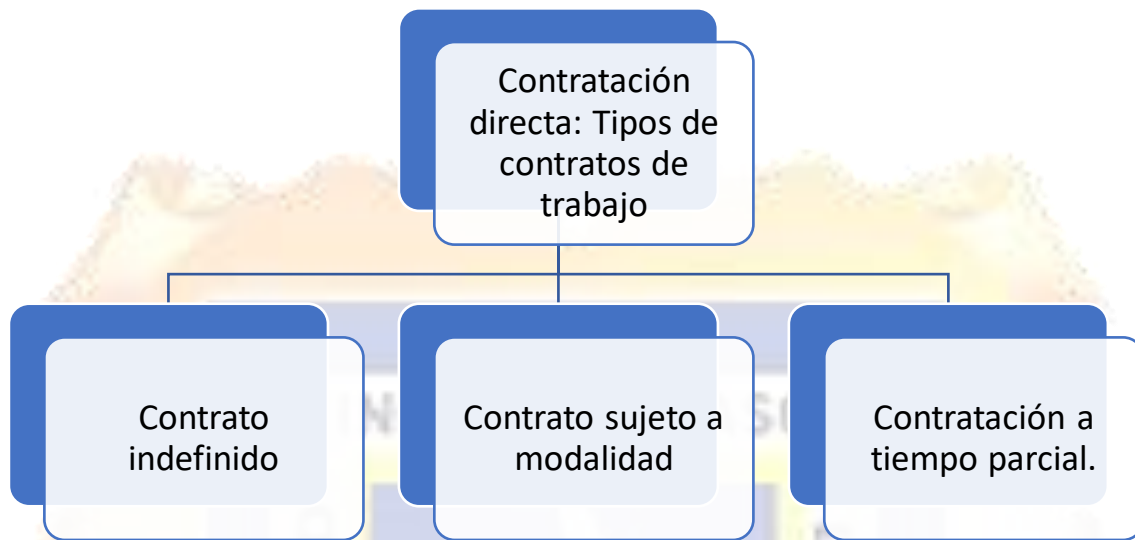 Contratación
directa: Tipos de
contratos de
trabajo
Contrato
indefinido
Contrato sujeto a
modalidad
Contratación a
tiempo parcial.